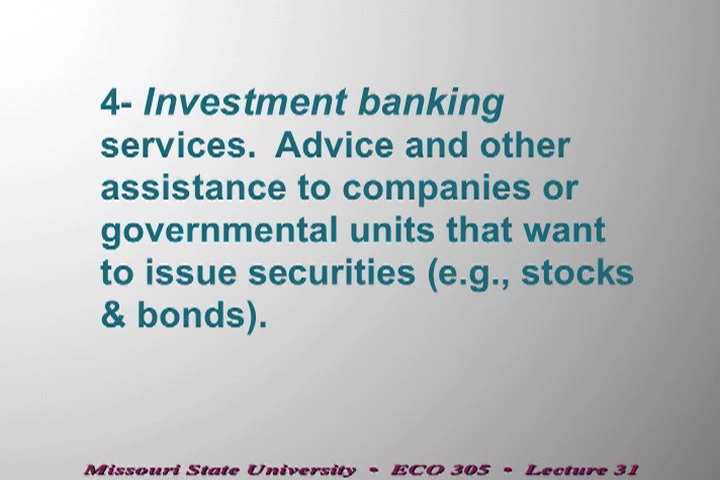 4- Investment banking
services.  Advice and other
assistance to companies or
governmental units that want
to issue securities (e.g., stocks
& bonds).
Missouri State University • ECO 305 • Lecture 31